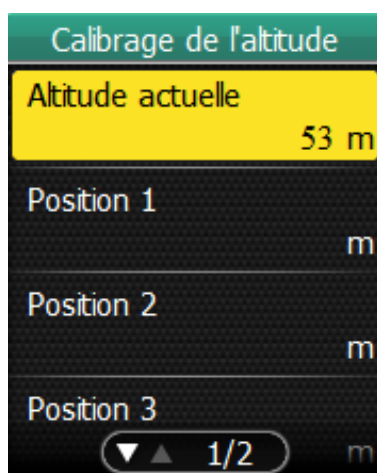 Calibrage de l'altitude
Altitude actuelle
53 m
Position 1
m
Position 2
m
Position 3
1/2
m